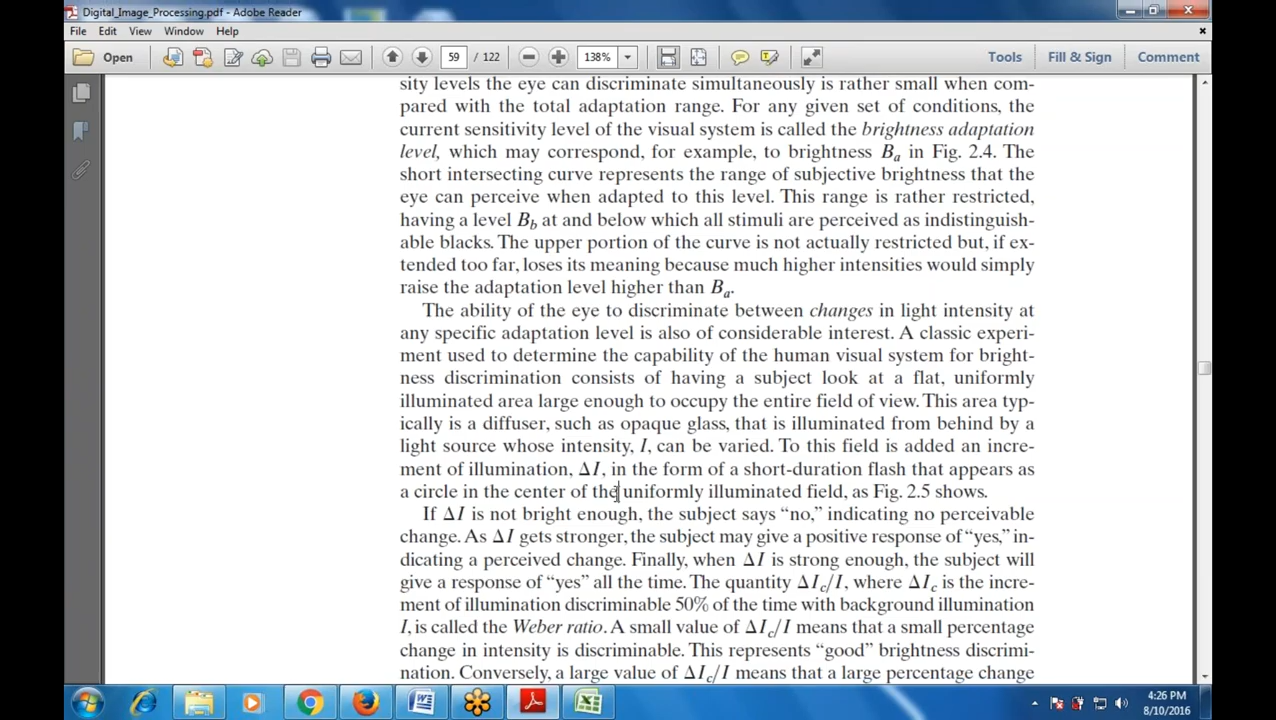 Digital_Image_Processing.pdf - Adobe Reader
File Edit View Window Help
Open 59 / 122 138% Tools Fill & Sign Comment
sity levels the eye can discriminate simultaneously is rather small when com-
pared with the total adaptation range. For any given set of conditions, the
current sensitivity level of the visual system is called the brightness adaptation
level, which may correspond, for example, to brightness Ba in Fig. 2.4. The
short intersecting curve represents the range of subjective brightness that the
eye can perceive when adapted to this level. This range is rather restricted,
having a level Bb at and below which all stimuli are perceived as indistinguish-
able blacks. The upper portion of the curve is not actually restricted but, if ex-
tended too far, loses its meaning because much higher intensities would simply
raise the adaptation level higher than Ba.
The ability of the eye to discriminate between changes in light intensity at
any specific adaptation level is also of considerable interest. A classic experi-
ment used to determine the capability of the human visual system for bright-
ness discrimination consists of having a subject look at a flat, uniformly
illuminated area large enough to occupy the entire field of view. This area typ-
ically is a diffuser, such as opaque glass, that is illuminated from behind by a
light source whose intensity, I, can be varied. To this field is added an incre-
ment of illumination, ΔI, in the form of a short-duration flash that appears as
a circle in the center of the uniformly illuminated field, as Fig. 2.5 shows.
If ΔI is not bright enough, the subject says “no,” indicating no perceivable
change. As ΔI gets stronger, the subject may give a positive response of “yes,” in-
dicating a perceived change. Finally, when ΔI is strong enough, the subject will
give a response of “yes” all the time. The quantity ΔIc/I, where ΔIc is the incre-
ment of illumination discriminable 50% of the time with background illumination
I, is called the Weber ratio. A small value of ΔIc/I means that a small percentage
change in intensity is discriminable. This represents “good” brightness discrimi-
nation. Conversely, a large value of ΔIc/I means that a large percentage change
4:26 PM
8/10/2016